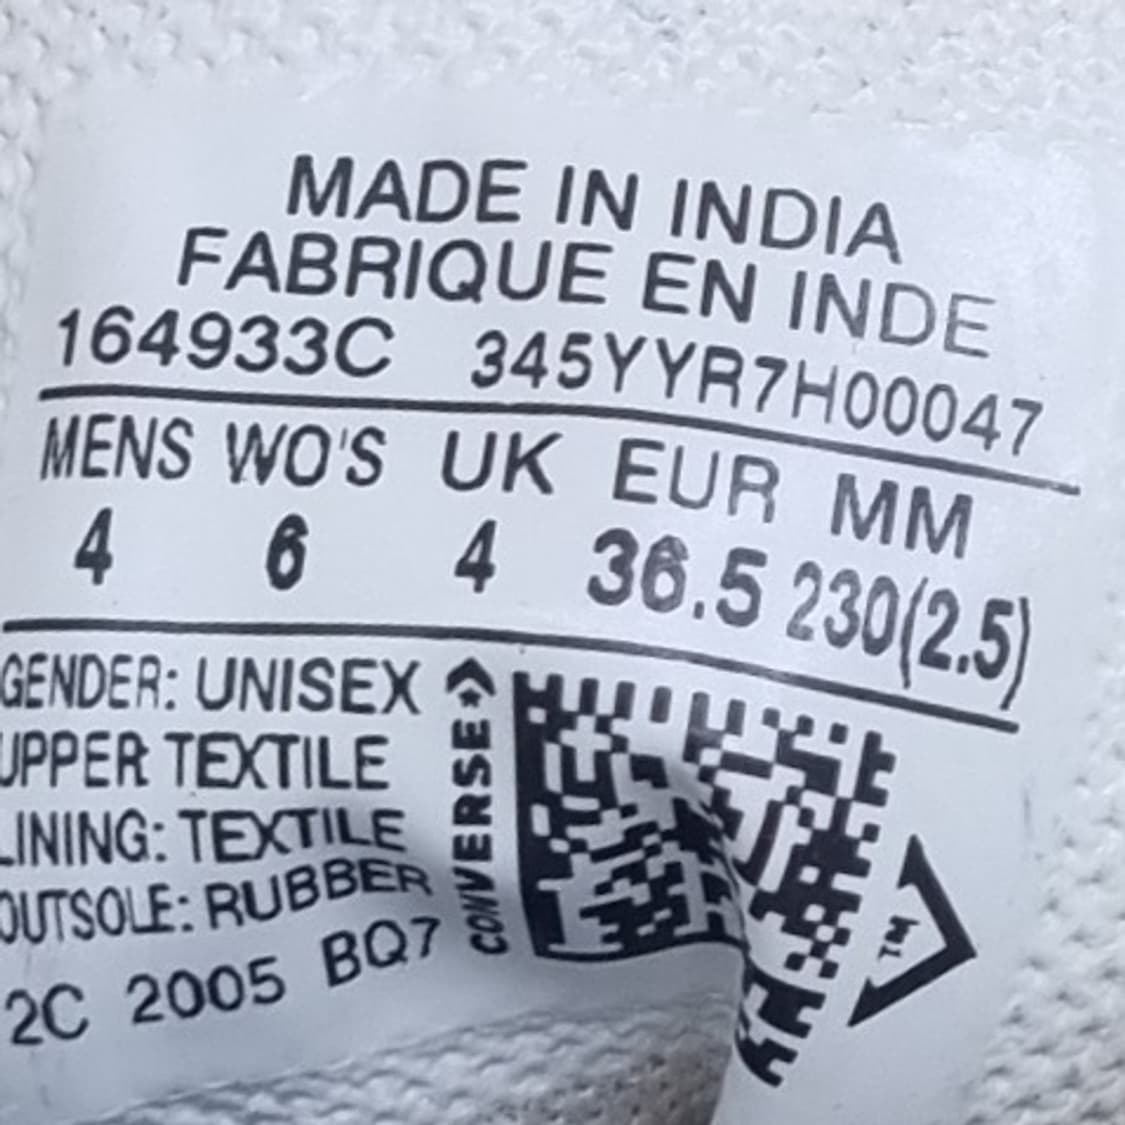 MADE IN INDIA
FABRIQUE EN INDE
164933C 345YYR7H00047
MENS WO'S UK EUR MM
4 6 4 36.5 230(2.5)
GENDER: UNISEX
UPPER TEXTILE
LINING: TEXTILE
OUTSOLE: RUBBER
2C 2005 BQ7
CONVERSE
TM